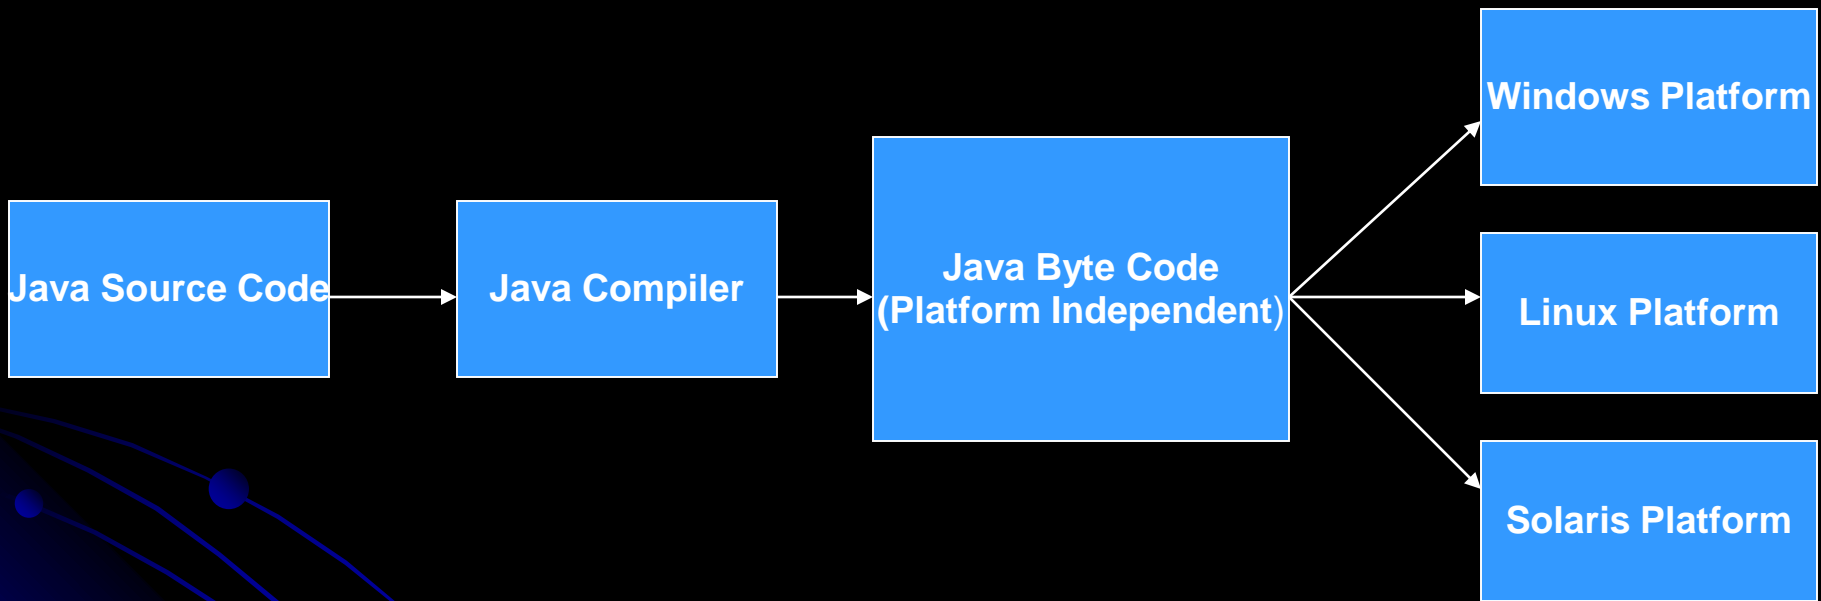 Java Source Code
Java Compiler
Java Byte Code
(Platform Independent)
Windows Platform
Linux Platform
Solaris Platform